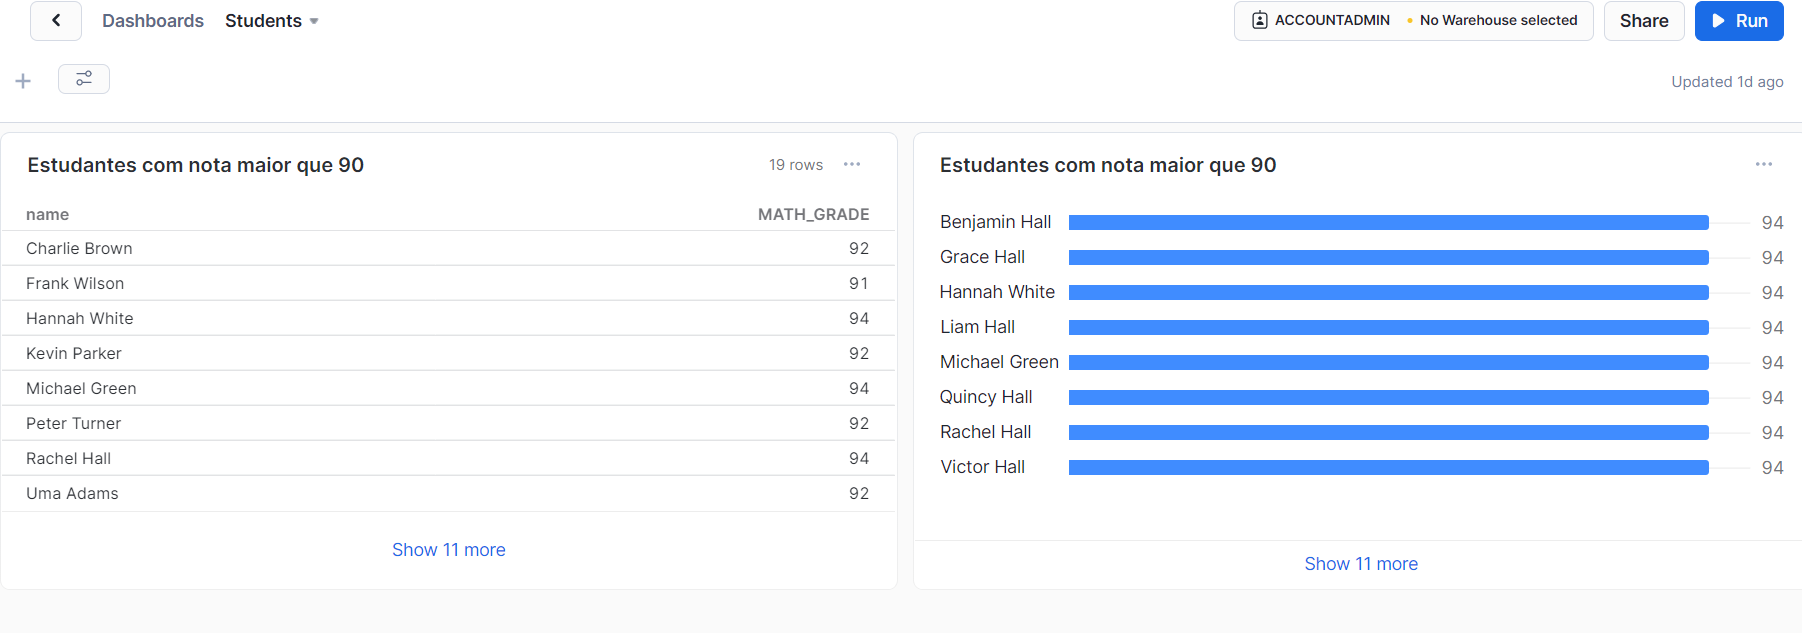 Dashboards Students
ACCOUNTADMIN No Warehouse selected
Share
Run
Updated 1d ago
Estudantes com nota maior que 90
19 rows
name MATH_GRADE
Charlie Brown 92
Frank Wilson 91
Hannah White 94
Kevin Parker 92
Michael Green 94
Peter Turner 92
Rachel Hall 94
Uma Adams 92
Show 11 more
Estudantes com nota maior que 90
Benjamin Hall 94
Grace Hall 94
Hannah White 94
Liam Hall 94
Michael Green 94
Quincy Hall 94
Rachel Hall 94
Victor Hall 94
Show 11 more